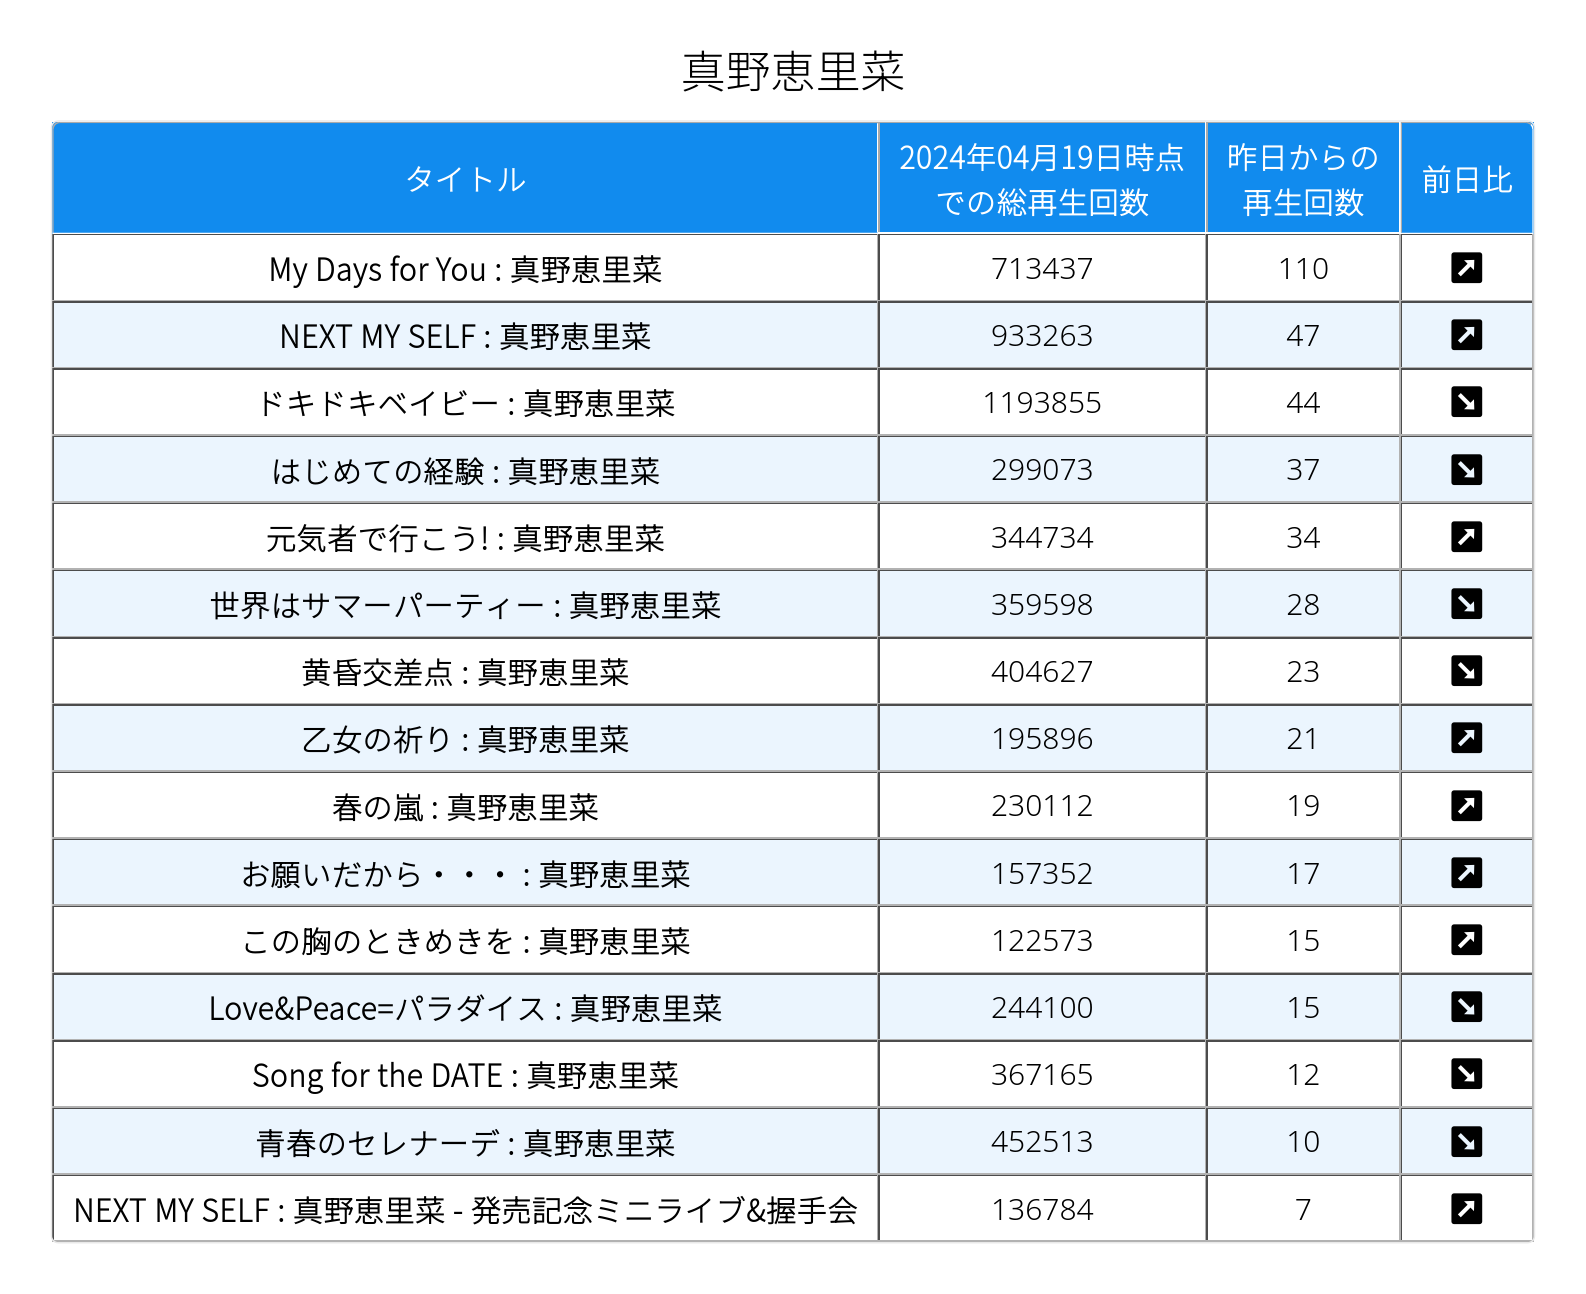 真野恵里菜
タイトル 2024年04月19日時点での総再生回数 昨日からの再生回数 前日比
My Days for You : 真野恵里菜 713437 110 ↗
NEXT MY SELF : 真野恵里菜 933263 47 ↗
ドキドキベイビー : 真野恵里菜 1193855 44 ↘
はじめての経験 : 真野恵里菜 299073 37 ↘
元気者で行こう! : 真野恵里菜 344734 34 ↗
世界はサマーパーティー : 真野恵里菜 359598 28 ↘
黄昏交差点 : 真野恵里菜 404627 23 ↘
乙女の祈り : 真野恵里菜 195896 21 ↗
春の嵐 : 真野恵里菜 230112 19 ↗
お願いだから・・・ : 真野恵里菜 157352 17 ↗
この胸のときめきを : 真野恵里菜 122573 15 ↗
Love&Peace=パラダイス : 真野恵里菜 244100 15 ↘
Song for the DATE : 真野恵里菜 367165 12 ↘
青春のセレナーデ : 真野恵里菜 452513 10 ↘
NEXT MY SELF : 真野恵里菜 - 発売記念ミニライブ&握手会 136784 7 ↗